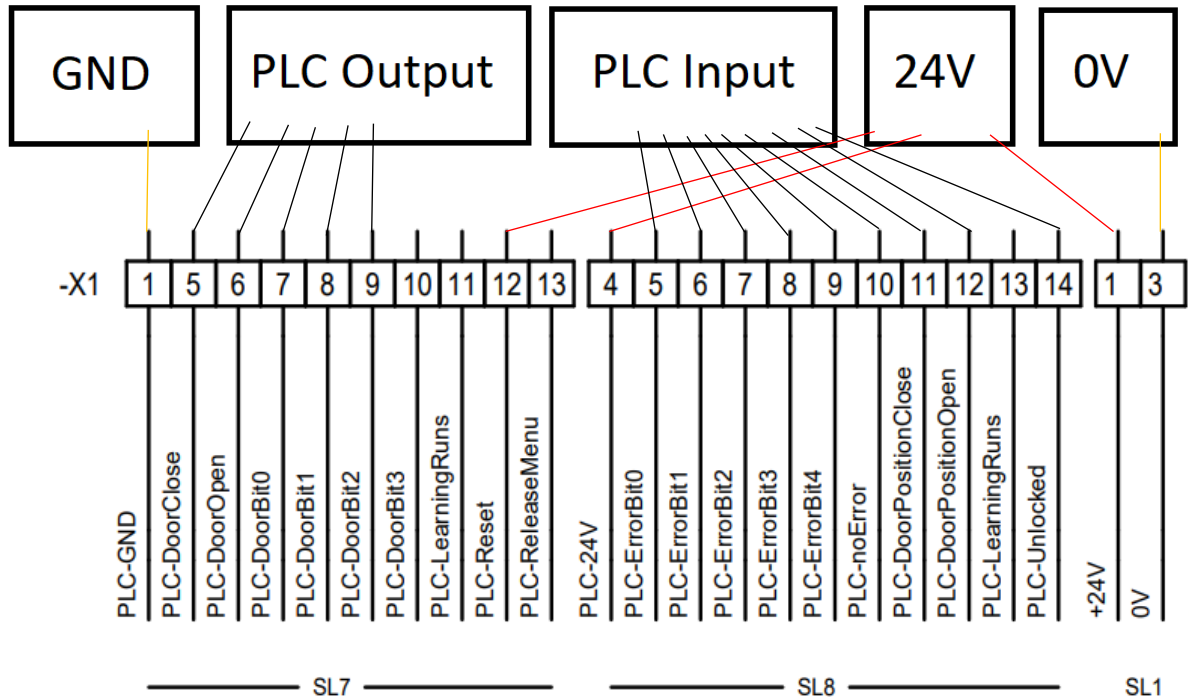 GND
PLC Output
PLC Input
24V
0V
-X1 1 5 6 7 8 9 10 11 12 13 4 5 6 7 8 9 10 11 12 13 14 1 3
PLC-GND
PLC-DoorClose
PLC-DoorOpen
PLC-DoorBit0
PLC-DoorBit1
PLC-DoorBit2
PLC-DoorBit3
PLC-LearningRuns
PLC-Reset
PLC-ReleaseMenu
PLC-24V
PLC-ErrorBit0
PLC-ErrorBit1
PLC-ErrorBit2
PLC-ErrorBit3
PLC-ErrorBit4
PLC-noError
PLC-DoorPositionClose
PLC-DoorPositionOpen
PLC-LearningRuns
PLC-Unlocked
+24V
0V
SL7
SL8
SL1